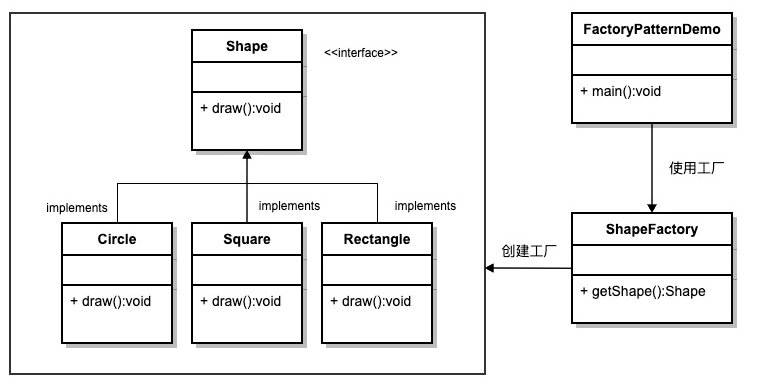 Shape
<<interface>>
+ draw():void
implements
implements
implements
Circle
+ draw():void
Square
+ draw():void
Rectangle
+ draw():void
FactoryPatternDemo
+ main():void
使用工厂
ShapeFactory
+ getShape():Shape
创建工厂